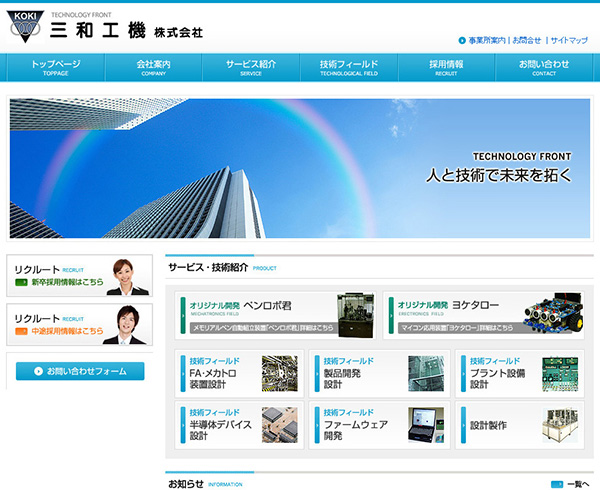 KOKI
TECHNOLOGY FRONT
三和工機 株式会社
事業所案内 | お問合せ | サイトマップ
トップページ
TOPPAGE
会社案内
COMPANY
サービス紹介
SERVICE
技術フィールド
TECHNOLOGICAL FIELD
採用情報
RECRUIT
お問い合わせ
CONTACT
TECHNOLOGY FRONT
人と技術で未来を拓く
リクルート RECRUIT
新卒採用情報はこちら
リクルート RECRUIT
中途採用情報はこちら
お問い合わせフォーム
サービス・技術紹介 PRODUCT
オリジナル開発 ペンロボ君
MECHATRONICS FIELD
メモリアルペン自動組立装置「ペンロボ君」詳細はこちら
オリジナル開発 ヨケタロー
ELECTRONICS FIELD
マイコン応用装置「ヨケタロー」詳細はこちら
技術フィールド
FA・メカトロ
装置設計
技術フィールド
製品開発
設計
技術フィールド
プラント設備
設計
技術フィールド
半導体デバイス
設計
技術フィールド
ファームウェア
開発
設計製作
お知らせ INFORMATION
一覧へ